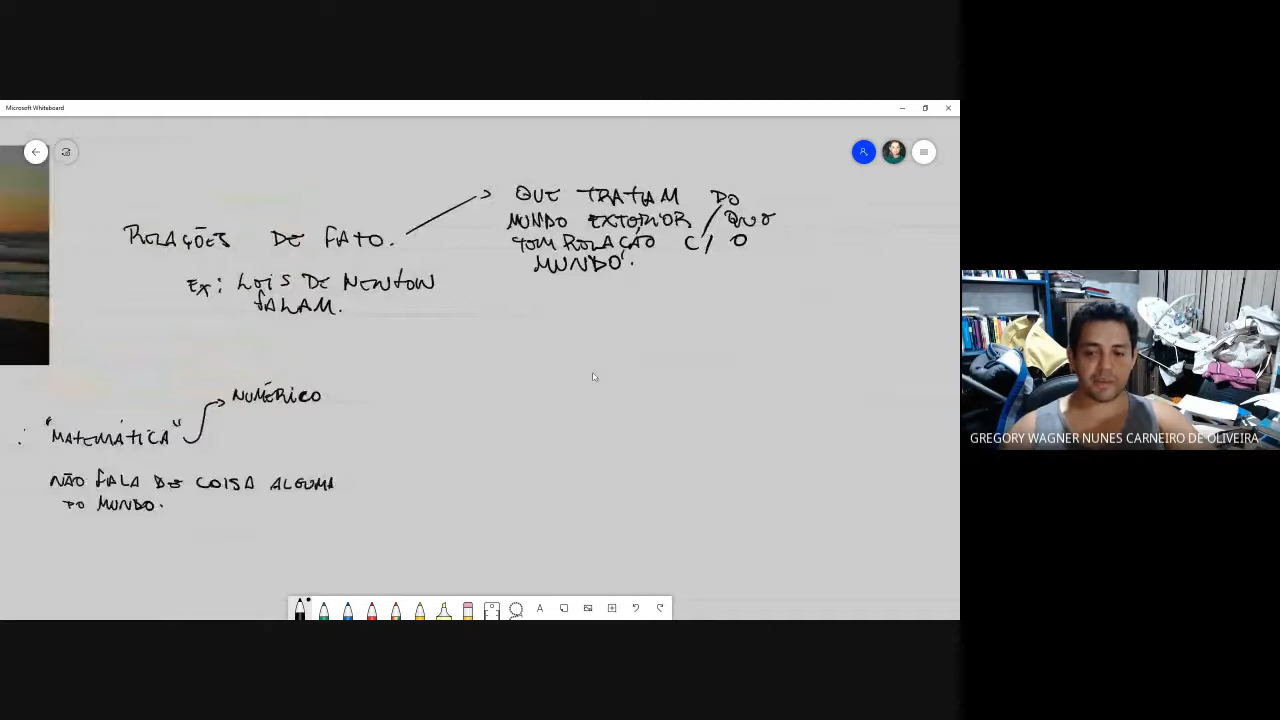 Microsoft Whiteboard
QUE TRATAM DO
MUNDO EXTERIOR / QUE
TEM RELAÇÃO C/ O
MUNDO.
RELAÇÕES DE FATO.
EX: LEIS DE NEWTON
FALAM.
NUMÉRICO
"MATEMÁTICA"
NÃO FALA DE COISA ALGUMA
DO MUNDO.
A
GREGORY WAGNER NUNES CARNEIRO DE OLIVEIRA